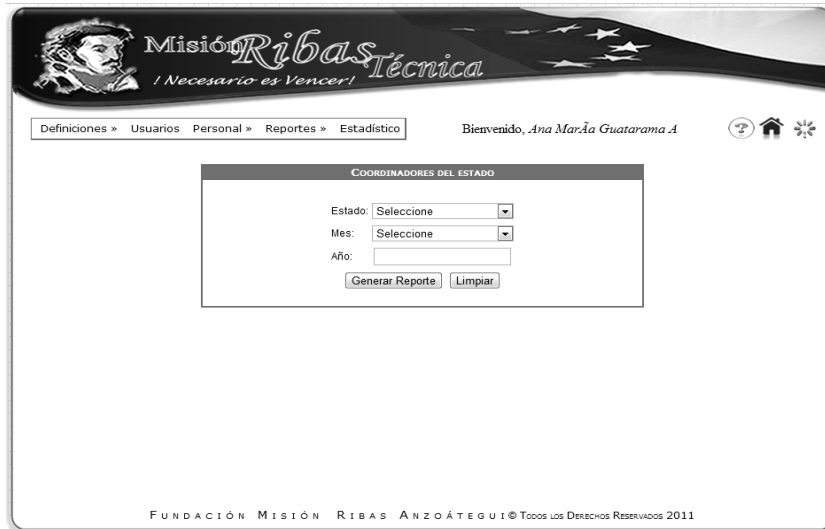 Misión Ribas Técnica
! Necesario es Vencer!
Definices » Usuarios Personal » Reportes » Estadístico
Bienvenido, Ana MarÃa Guatarama A
?
COORDINADORES DEL ESTADO
Estado: Seleccione
Mes: Seleccione
Año:
Generar Reporte Limpiar
FUNDACIÓN MISIÓN RIBAS ANZOÁTEGUI © TODOS LOS DERECHOS RESERVADOS 2011